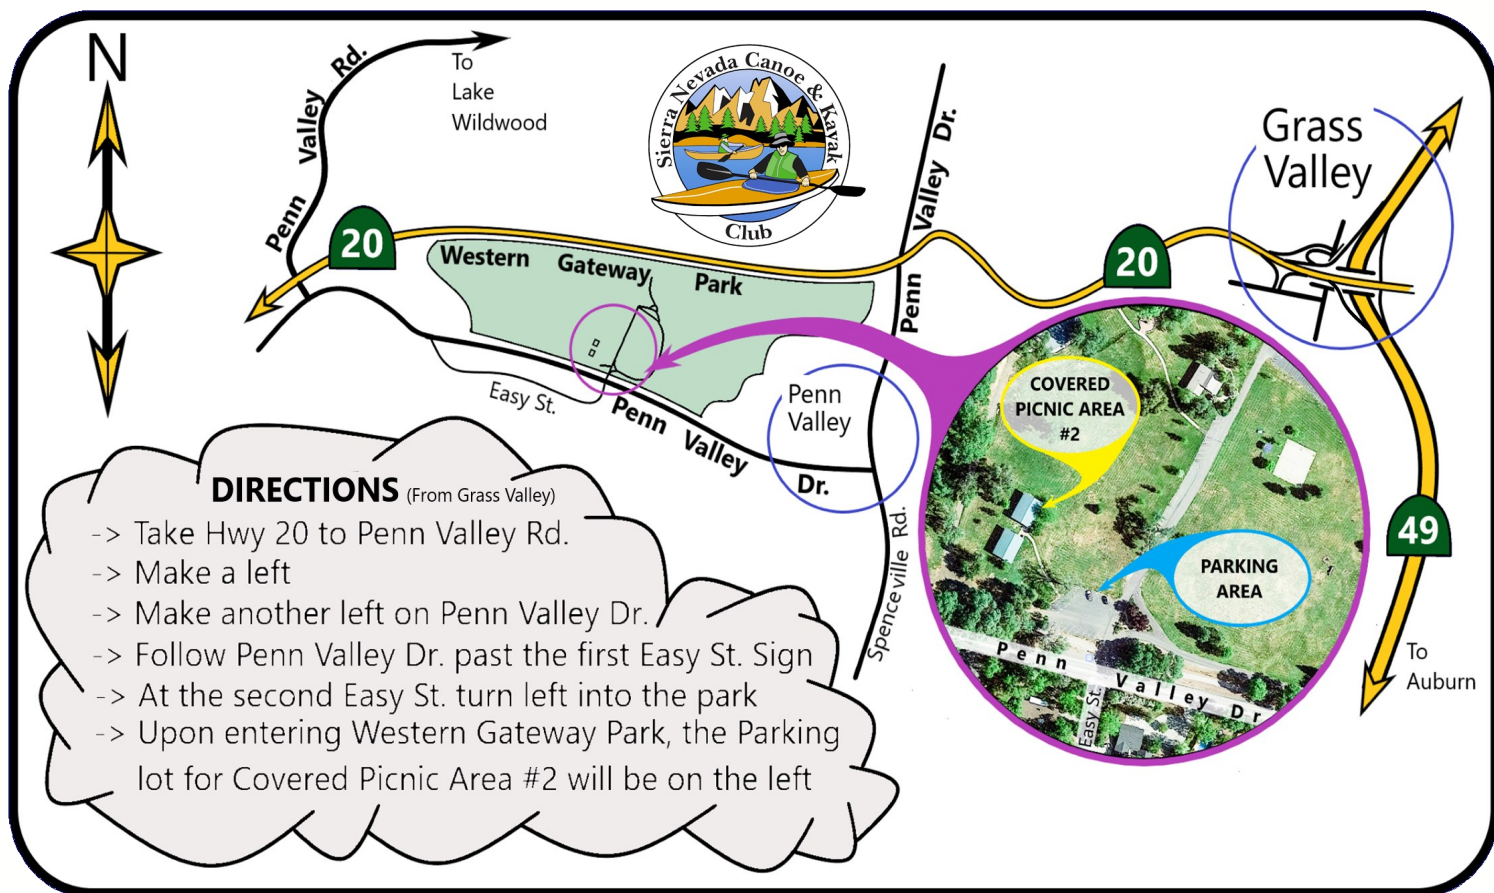 N
Penn Valley Rd.
To
Lake
Wildwood
Sierra Nevada Canoe & Kayak
Club
Penn Valley Dr.
Grass
Valley
20
20
Western Gateway Park
Easy St.
Penn Valley Dr.
Penn
Valley
Spenceville Rd.
COVERED
PICNIC AREA
#2
PARKING
AREA
Penn Valley Dr
Easy St.
49
To
Auburn
DIRECTIONS (From Grass Valley)
-> Take Hwy 20 to Penn Valley Rd.
-> Make a left
-> Make another left on Penn Valley Dr.
-> Follow Penn Valley Dr. past the first Easy St. Sign
-> At the second Easy St. turn left into the park
-> Upon entering Western Gateway Park, the Parking
lot for Covered Picnic Area #2 will be on the left